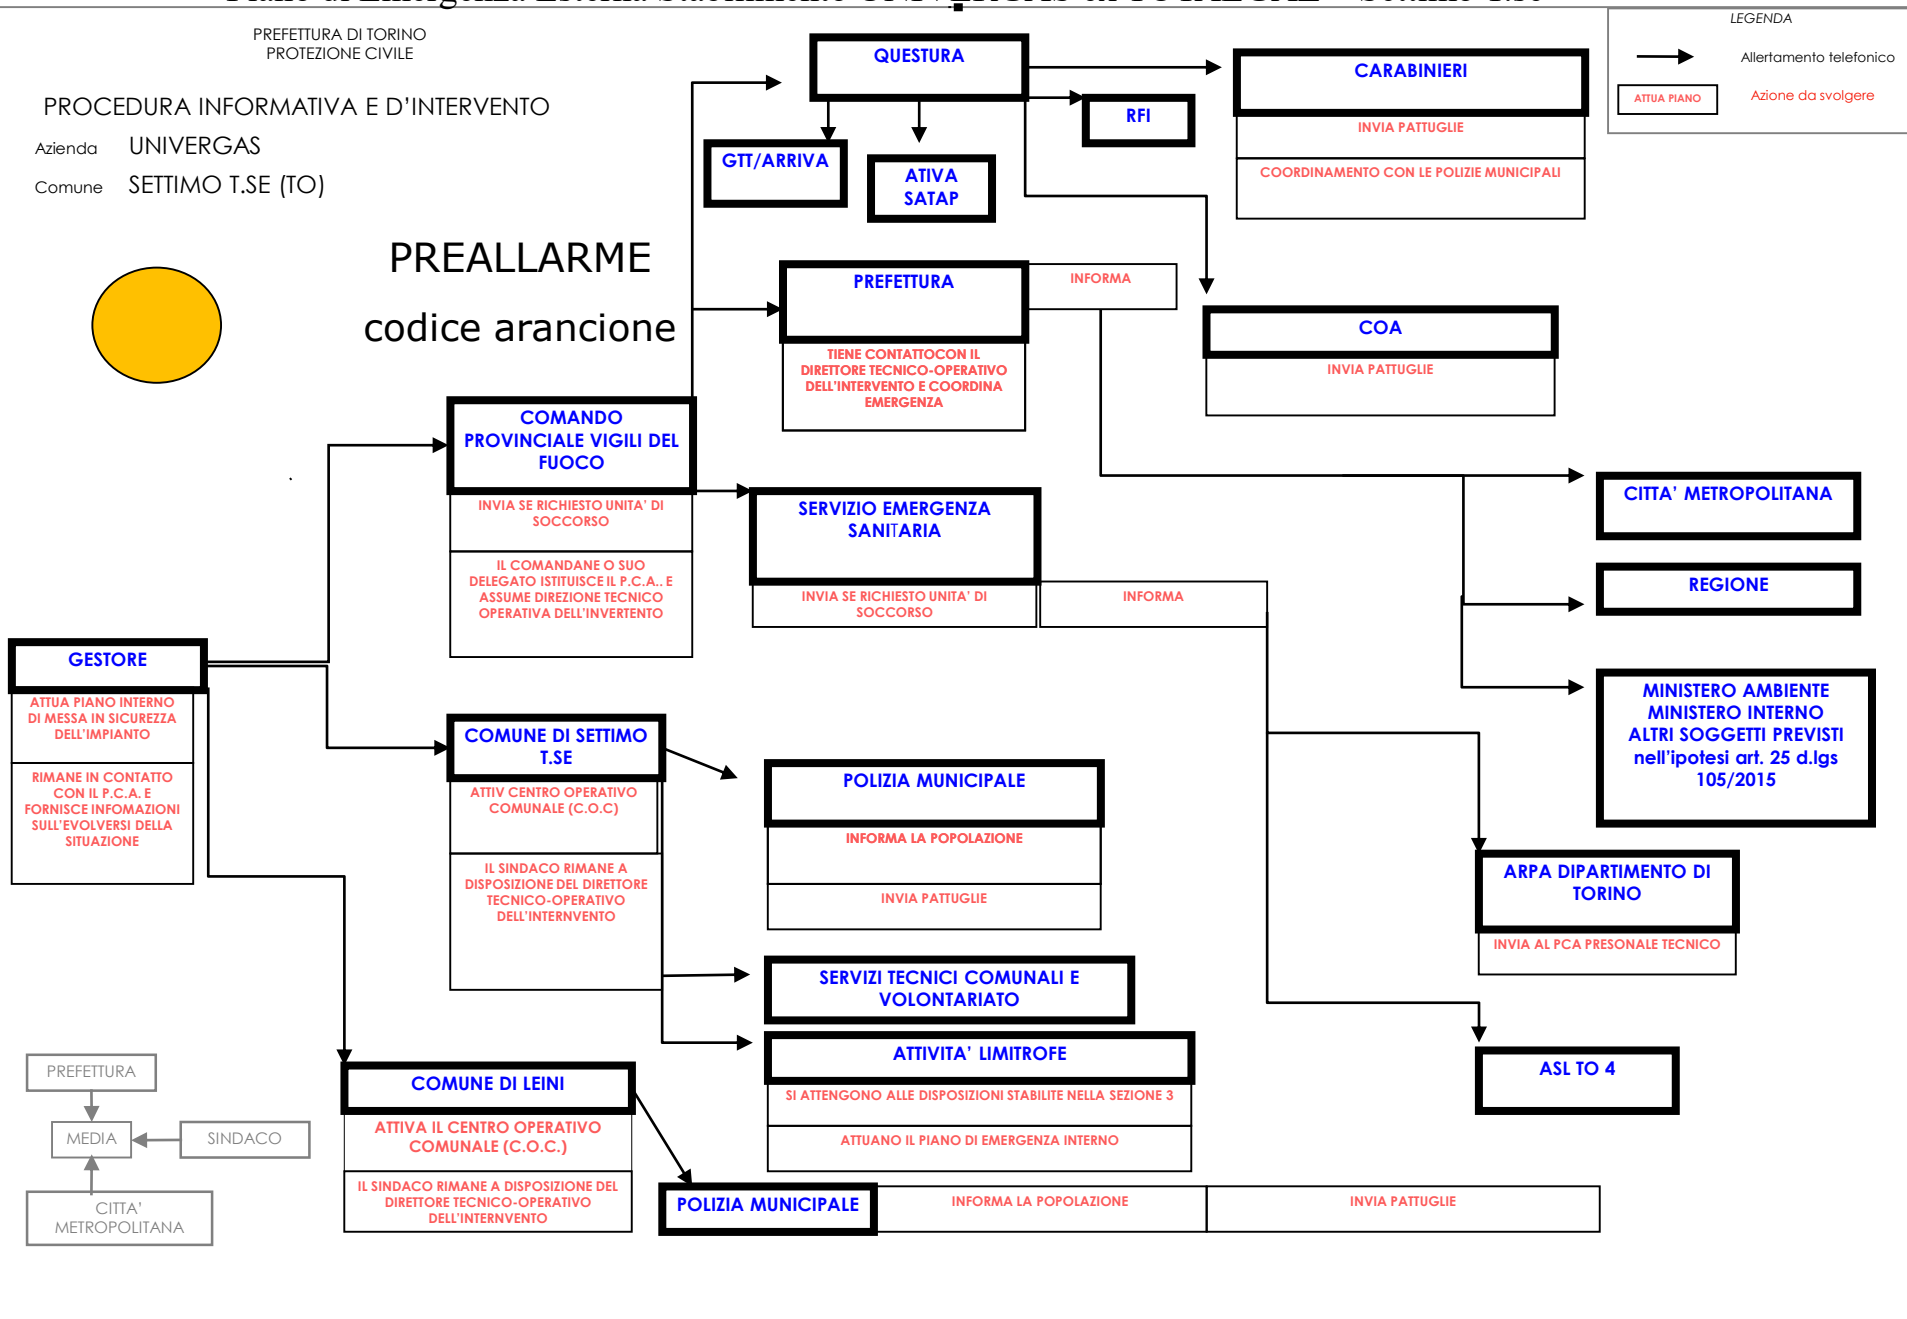 PREFETTURA DI TORINO
PROTEZIONE CIVILE
PROCEDURA INFORMATIVA E D'INTERVENTO
Azienda UNIVERGAS
Comune SETTIMO T.SE (TO)
PREALLARME
codice arancione
LEGENDA
Allertamento telefonico
ATTUA PIANO
Azione da svolgere
QUESTURA
CARABINIERI
INVIA PATTUGLIE
COORDINAMENTO CON LE POLIZIE MUNICIPALI
RFI
GTT/ARRIVA
ATIVA
SATAP
PREFETTURA
INFORMA
TIENE CONTATTOCON IL
DIRETTORE TECNICO-OPERATIVO
DELL'INTERVENTO E COORDINA
EMERGENZA
COA
INVIA PATTUGLIE
COMANDO
PROVINCIALE VIGILI DEL
FUOCO
INVIA SE RICHIESTO UNITA' DI
SOCCORSO
IL COMANDANE O SUO
DELEGATO ISTITUISCE IL P.C.A.. E
ASSUME DIREZIONE TECNICO
OPERATIVA DELL'INVERTENTO
SERVIZIO EMERGENZA
SANITARIA
INVIA SE RICHIESTO UNITA' DI
SOCCORSO
INFORMA
CITTA' METROPOLITANA
REGIONE
MINISTERO AMBIENTE
MINISTERO INTERNO
ALTRI SOGGETTI PREVISTI
nell'ipotesi art. 25 d.lgs
105/2015
GESTORE
ATTUA PIANO INTERNO
DI MESSA IN SICUREZZA
DELL'IMPIANTO
RIMANE IN CONTATTO
CON IL P.C.A. E
FORNISCE INFOMAZIONI
SULL'EVOLVERSI DELLA
SITUAZIONE
COMUNE DI SETTIMO
T.SE
ATTIV CENTRO OPERATIVO
COMUNALE (C.O.C)
IL SINDACO RIMANE A
DISPOSIZIONE DEL DIRETTORE
TECNICO-OPERATIVO
DELL'INTERNVENTO
POLIZIA MUNICIPALE
INFORMA LA POPOLAZIONE
INVIA PATTUGLIE
ARPA DIPARTIMENTO DI
TORINO
INVIA AL PCA PRESONALE TECNICO
SERVIZI TECNICI COMUNALI E
VOLONTARIATO
ATTIVITA' LIMITROFE
SI ATTENGONO ALLE DISPOSIZIONI STABILITE NELLA SEZIONE 3
ATTUANO IL PIANO DI EMERGENZA INTERNO
ASL TO 4
COMUNE DI LEINI
ATTIVA IL CENTRO OPERATIVO
COMUNALE (C.O.C.)
IL SINDACO RIMANE A DISPOSIZIONE DEL
DIRETTORE TECNICO-OPERATIVO
DELL'INTERNVENTO
POLIZIA MUNICIPALE
INFORMA LA POPOLAZIONE
INVIA PATTUGLIE
PREFETTURA
MEDIA
SINDACO
CITTA'
METROPOLITANA